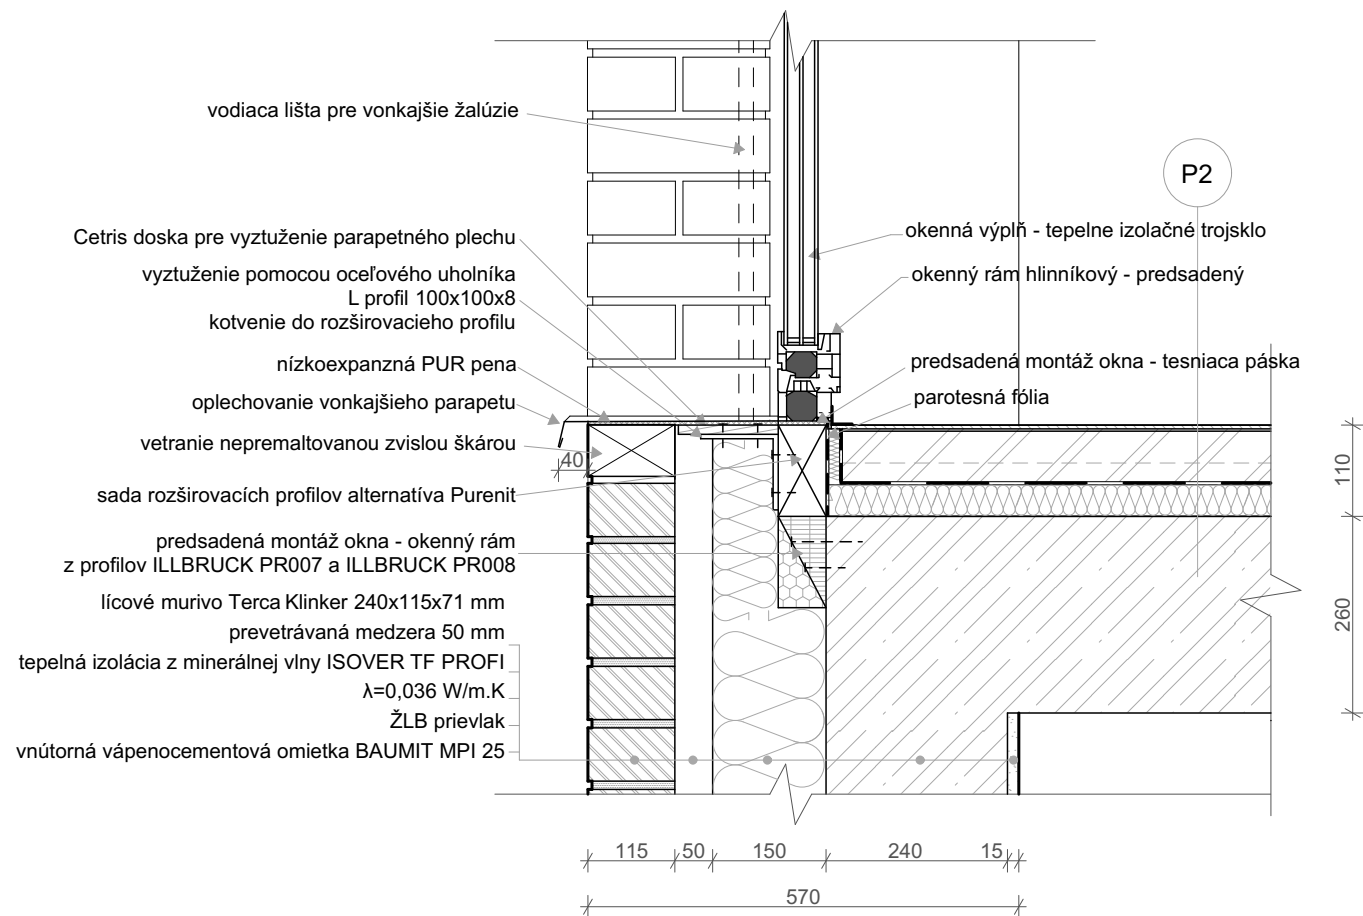 vodiaca lišta pre vonkajšie žalúzie
P2
Cetris doska pre vyztuženie parapetného plechu
okenná výplň - tepelne izolačné trojsklo
vyztuženie pomocou oceľového uholníka
L profil 100x100x8
kotvenie do rozširovacieho profilu
okenný rám hlinníkový - predsadený
nízkoexpanzná PUR pena
predsadená montáž okna - tesniaca páska
oplechovanie vonkajšieho parapetu
parotesná fólia
vetranie nepremaltovanou zvislou škárou
40
110
sada rozširovacích profilov alternatíva Purenit
predsadená montáž okna - okenný rám
z profilov ILLBRUCK PR007 a ILLBRUCK PR008
lícové murivo Terca Klinker 240x115x71 mm
260
prevetrávaná medzera 50 mm
tepelná izolácia z minerálnej vlny ISOVER TF PROFI
λ=0,036 W/m.K
ŽLB prievlak
vnútorná vápenocementová omietka BAUMIT MPI 25
115 50 150 240 15
570